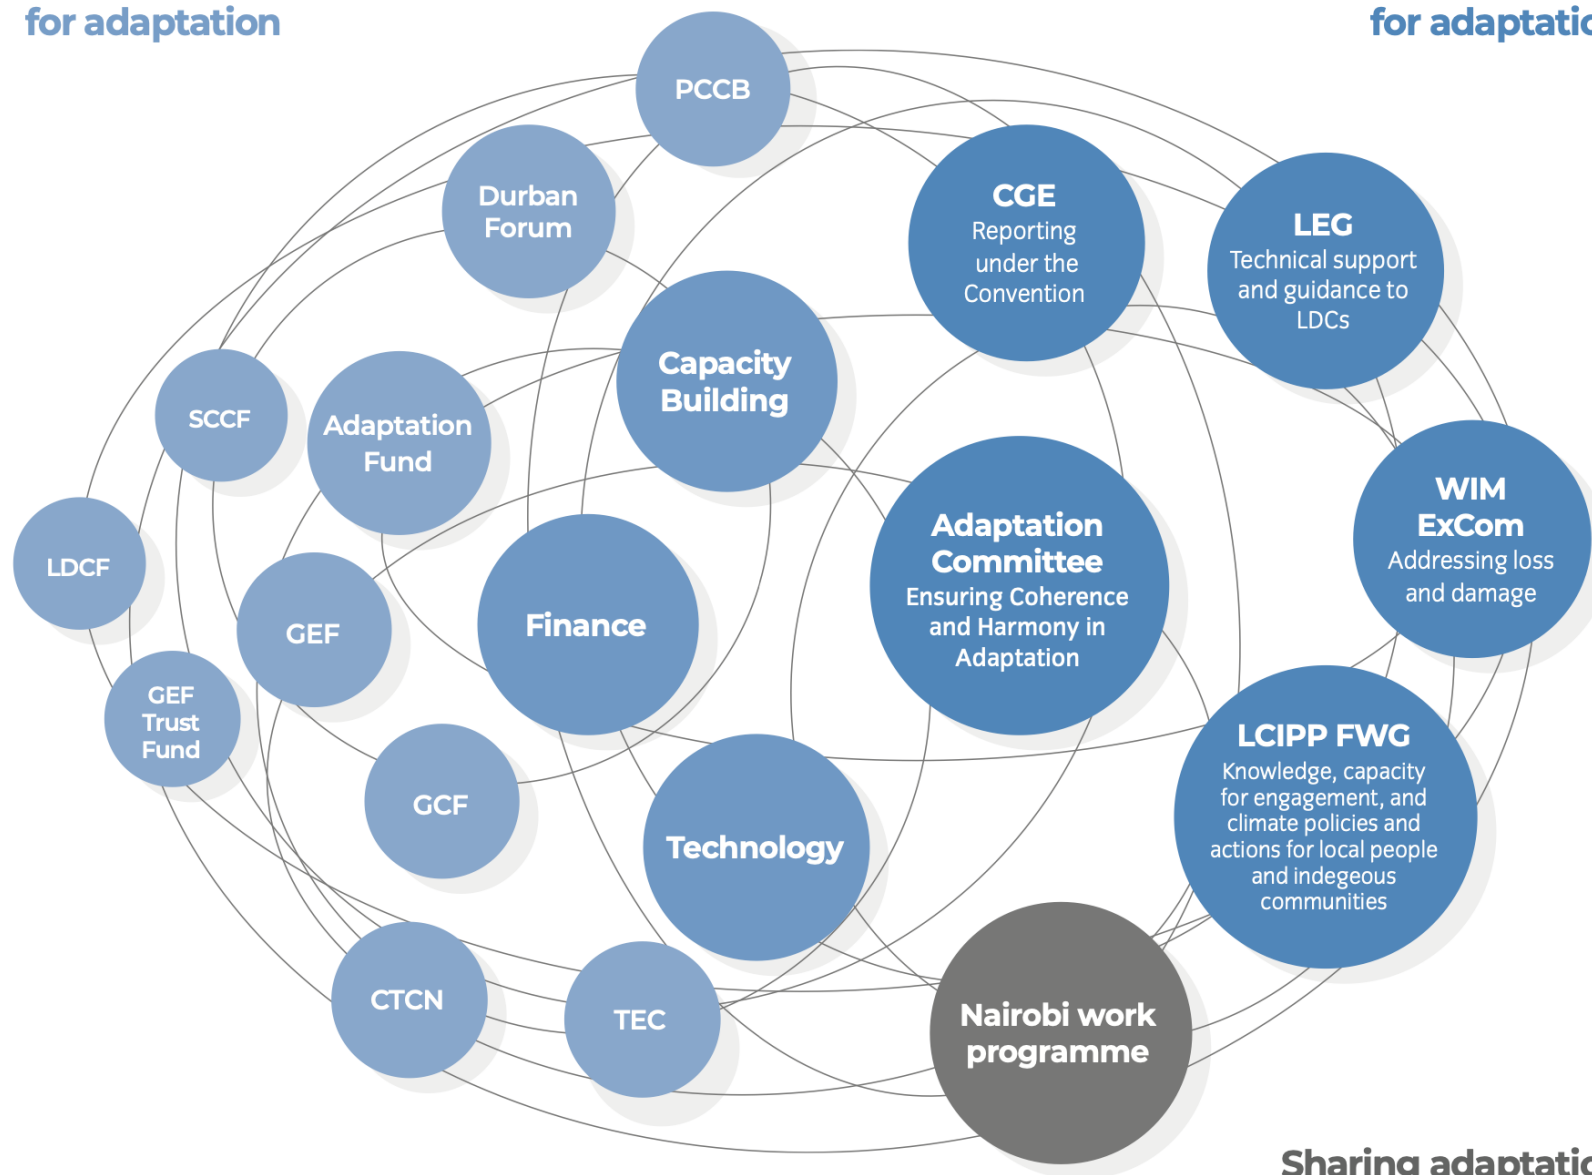 for adaptation
for adaptatio
PCCB
Durban
Forum
CGE
Reporting
under the
Convention
LEG
Technical support
and guidance to
LDCs
Capacity
Building
SCCF
Adaptation
Fund
WIM
ExCom
Addressing loss
and damage
Adaptation
Committee
Ensuring Coherence
and Harmony in
Adaptation
LDCF
GEF
Finance
GEF
Trust
Fund
LCIPP FWG
Knowledge, capacity
for engagement, and
climate policies and
actions for local people
and indegeous
communities
GCF
Technology
CTCN
TEC
Nairobi work
programme
Sharing adaptatio